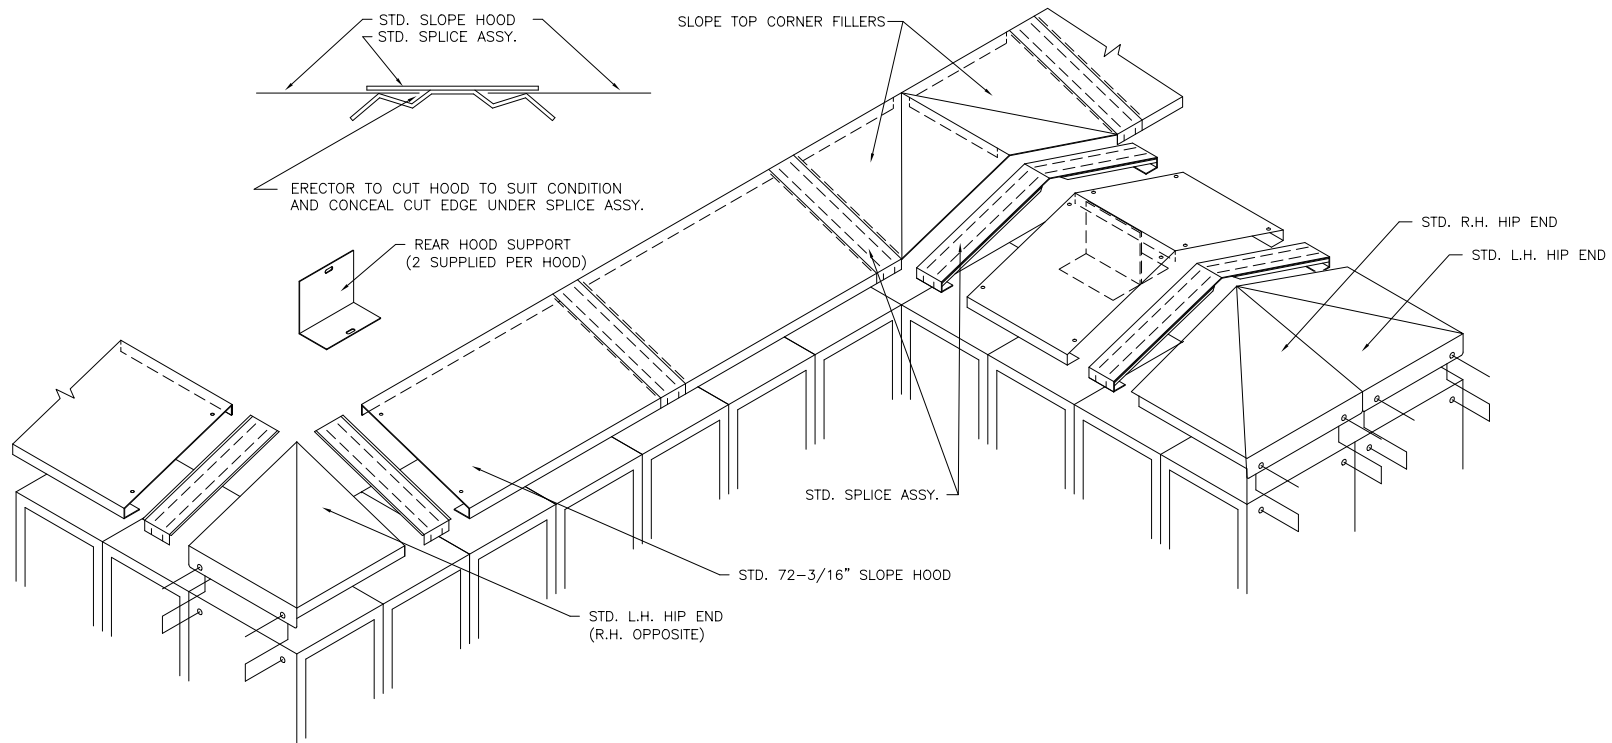 STD. SLOPE HOOD
STD. SPLICE ASSY.
SLOPE TOP CORNER FILLERS
ERECTOR TO CUT HOOD TO SUIT CONDITION
AND CONCEAL CUT EDGE UNDER SPLICE ASSY.
REAR HOOD SUPPORT
(2 SUPPLIED PER HOOD)
STD. R.H. HIP END
STD. L.H. HIP END
STD. SPLICE ASSY.
STD. 72-3/16" SLOPE HOOD
STD. L.H. HIP END
(R.H. OPPOSITE)